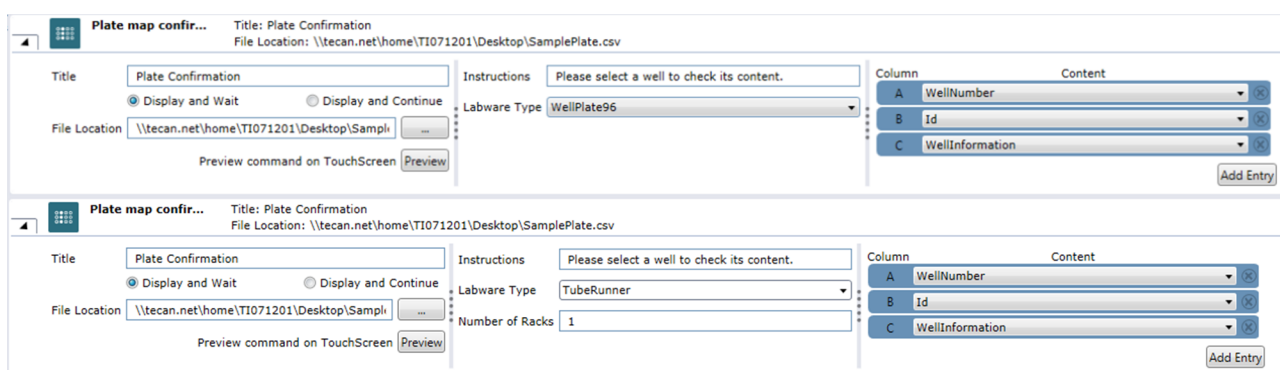 Plate map confir... Title: Plate Confirmation
File Location: \\tecan.net\home\TI071201\Desktop\SamplePlate.csv
Title Plate Confirmation
Display and Wait Display and Continue
File Location \\tecan.net\home\TI071201\Desktop\Sample ...
Preview command on TouchScreen Preview
Instructions Please select a well to check its content.
Labware Type WellPlate96
Column Content
A WellNumber
B Id
C WellInformation
Add Entry
Plate map confir... Title: Plate Confirmation
File Location: \\tecan.net\home\TI071201\Desktop\SamplePlate.csv
Title Plate Confirmation
Display and Wait Display and Continue
File Location \\tecan.net\home\TI071201\Desktop\Sample ...
Preview command on TouchScreen Preview
Instructions Please select a well to check its content.
Labware Type TubeRunner
Number of Racks 1
Column Content
A WellNumber
B Id
C WellInformation
Add Entry